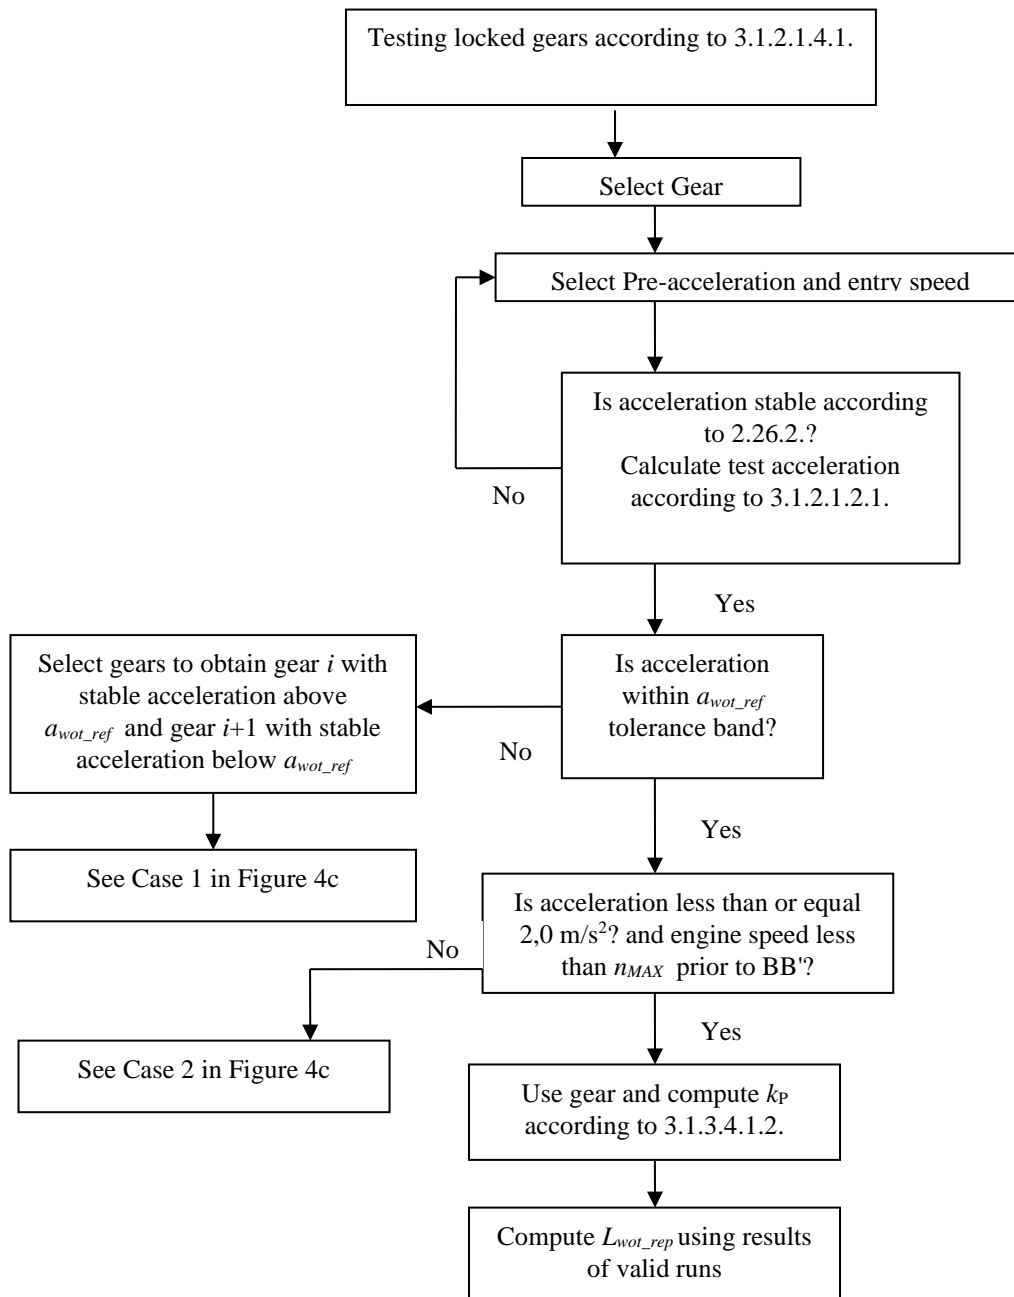 Testing locked gears according to 3.1.2.1.4.1.
Select Gear
Select Pre-acceleration and entry speed
Is acceleration stable according
to 2.26.2.?
Calculate test acceleration
according to 3.1.2.1.2.1.
No
Yes
Is acceleration
within a_wot_ref
tolerance band?
No
Select gears to obtain gear i with
stable acceleration above
a_wot_ref and gear i+1 with stable
acceleration below a_wot_ref
See Case 1 in Figure 4c
Yes
Is acceleration less than or equal
2,0 m/s²? and engine speed less
than n_MAX prior to BB'?
No
See Case 2 in Figure 4c
Yes
Use gear and compute k_P
according to 3.1.3.4.1.2.
Compute L_wot_rep using results
of valid runs